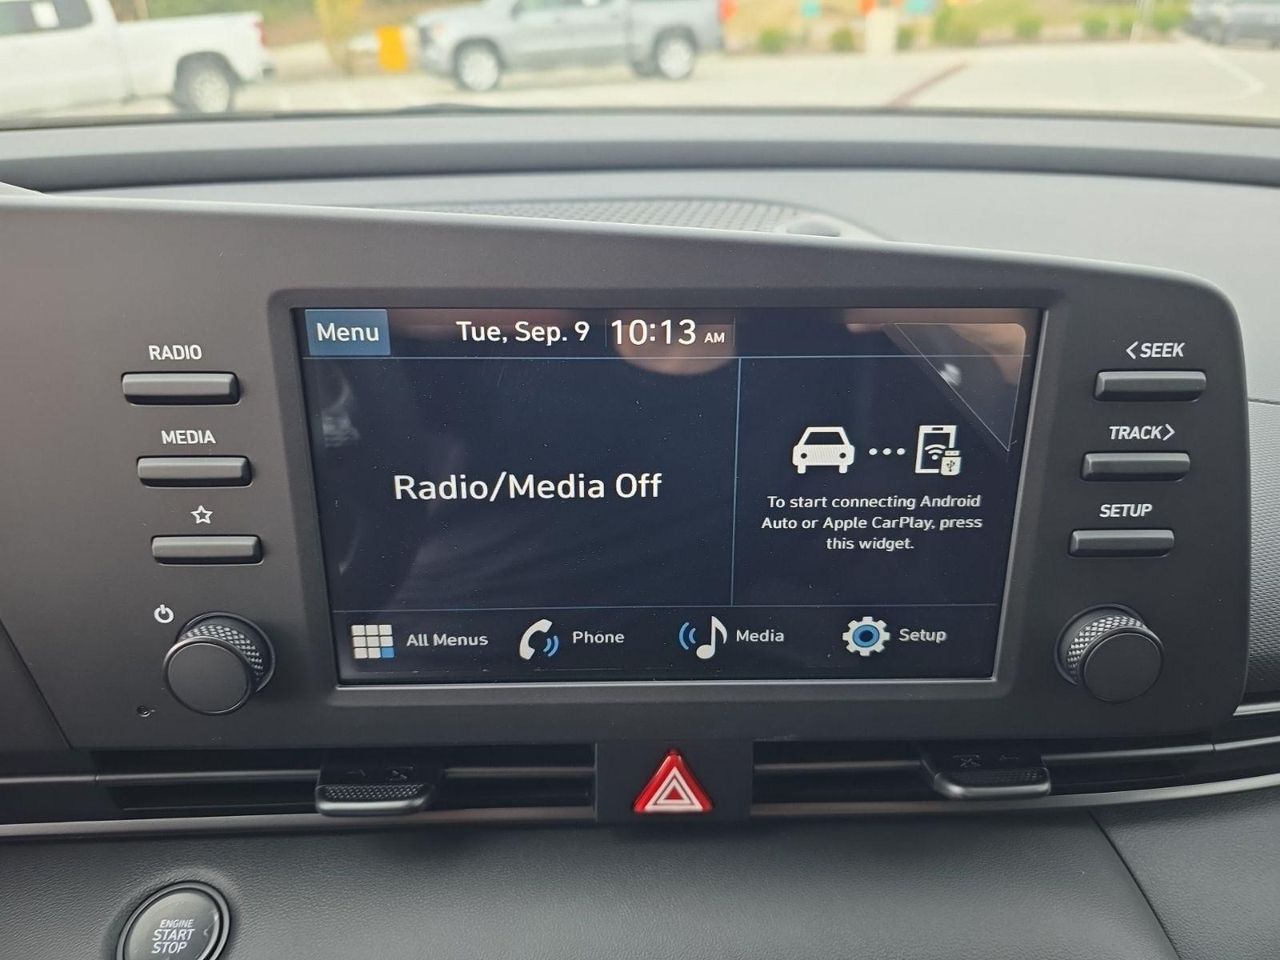 Menu
Tue, Sep. 9 10:13 AM
RADIO
MEDIA
<SEEK
TRACK>
SETUP
Radio/Media Off
To start connecting Android
Auto or Apple CarPlay, press
this widget.
All Menus
Phone
Media
Setup
ENGINE
START
STOP